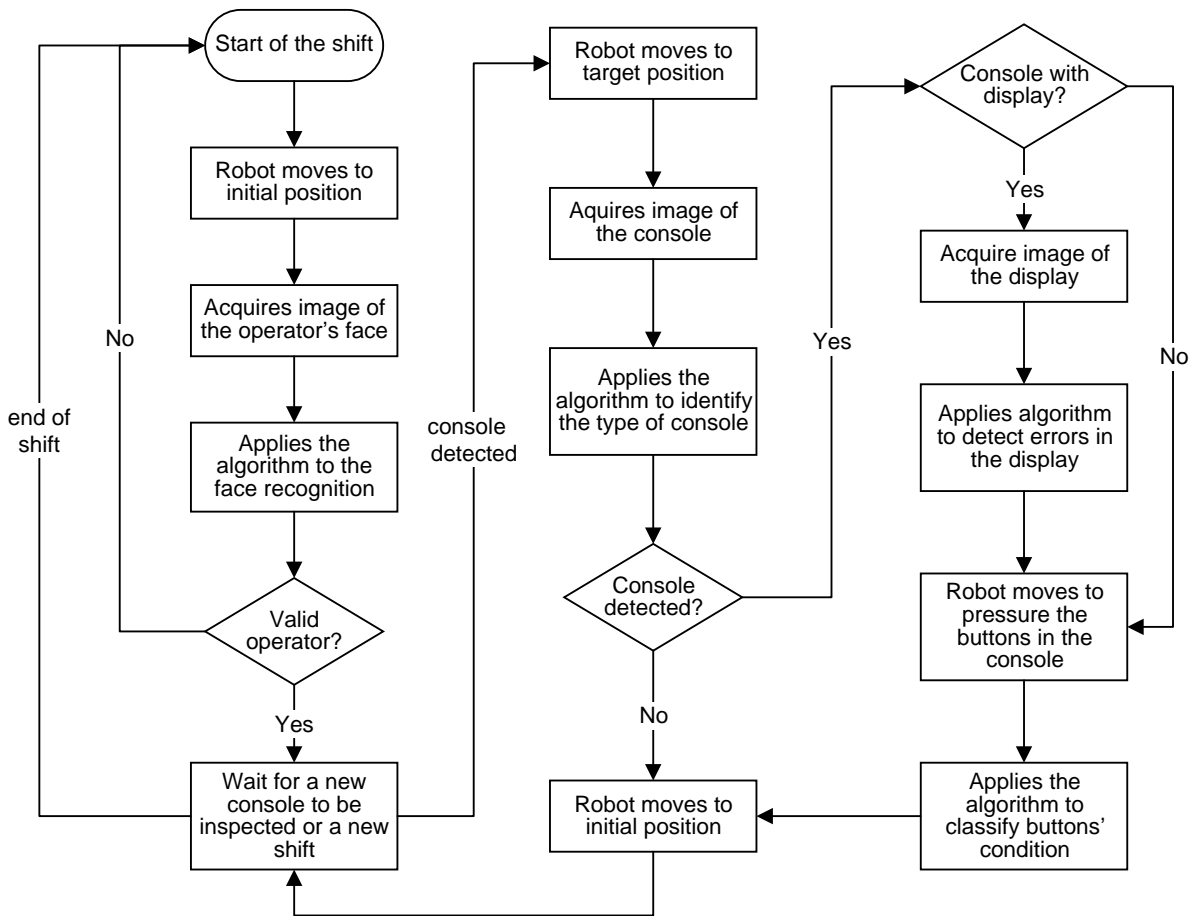 Start of the shift
Robot moves to
initial position
Acquires image of
the operator's face
Applies the
algorithm to the
face recognition
Valid
operator?
No
Yes
end of
shift
Wait for a new
console to be
inspected or a new
shift
console
detected
Robot moves to
target position
Aquires image of
the console
Applies the
algorithm to identify
the type of console
Console
detected?
Yes
No
Robot moves to
initial position
Console with
display?
Yes
No
Acquire image of
the display
Applies algorithm
to detect errors in
the display
Robot moves to
pressure the
buttons in the
console
Applies the
algorithm to
classify buttons'
condition